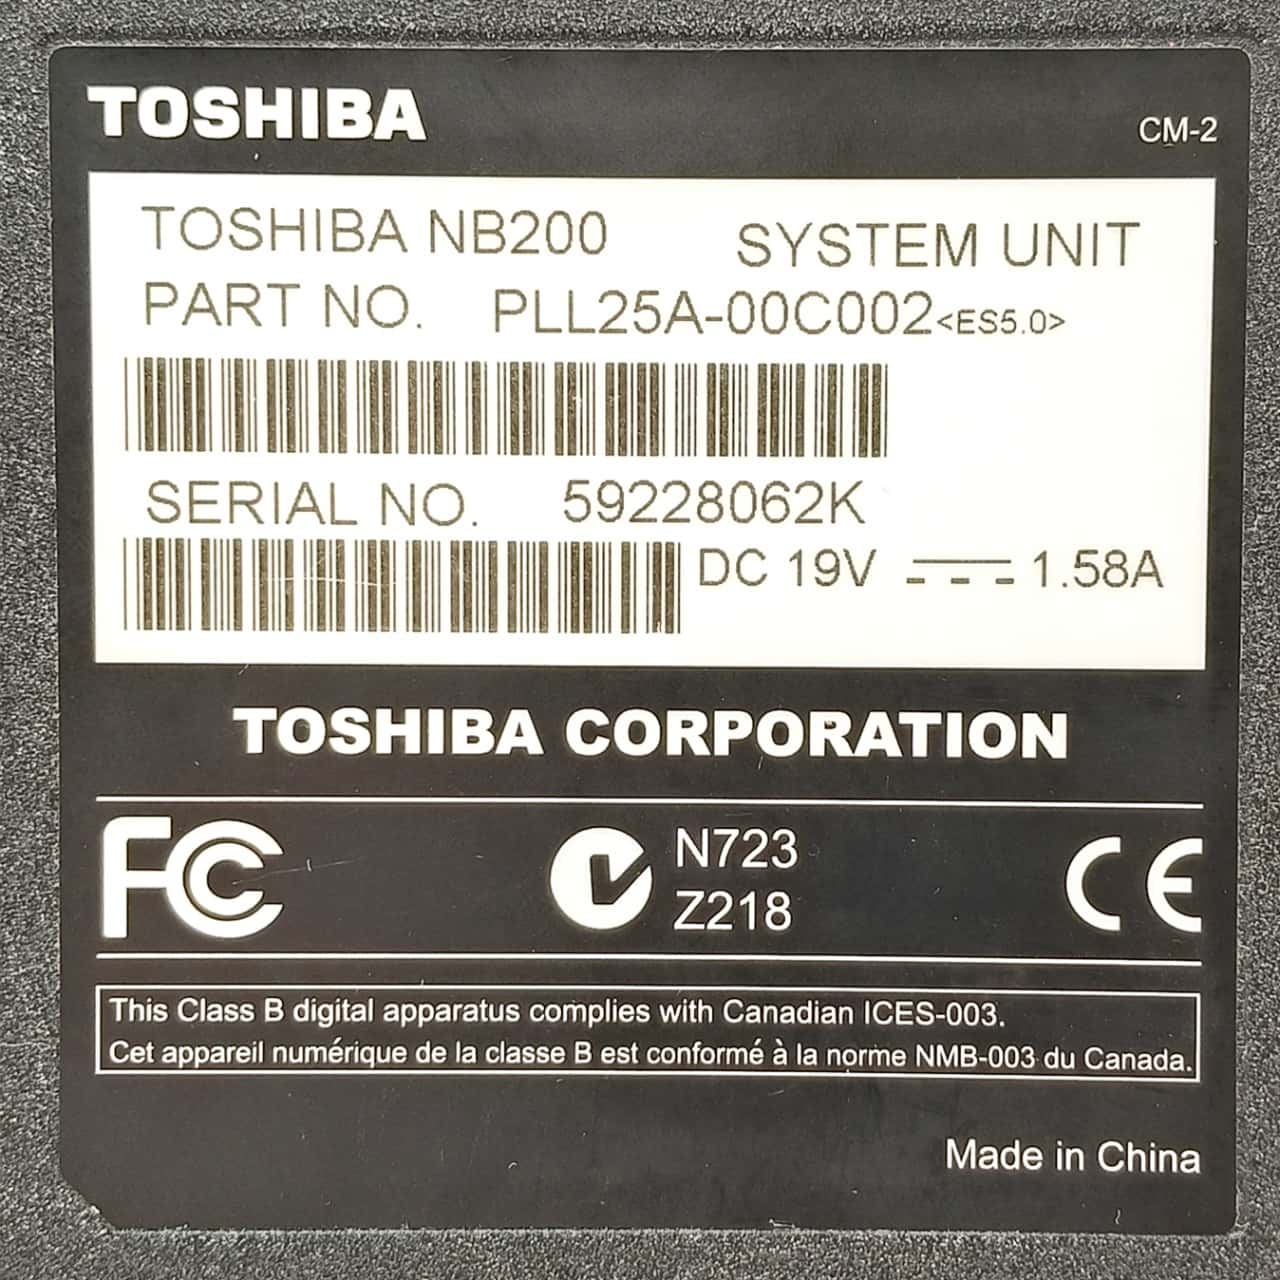 TOSHIBA
CM-2
TOSHIBA NB200 SYSTEM UNIT
PART NO. PLL25A-00C002<ES5.0>
SERIAL NO. 59228062K
DC 19V 1.58A
TOSHIBA CORPORATION
FC
N723
Z218
CE
This Class B digital apparatus complies with Canadian ICES-003.
Cet appareil numérique de la classe B est conformé à la norme NMB-003 du Canada.
Made in China